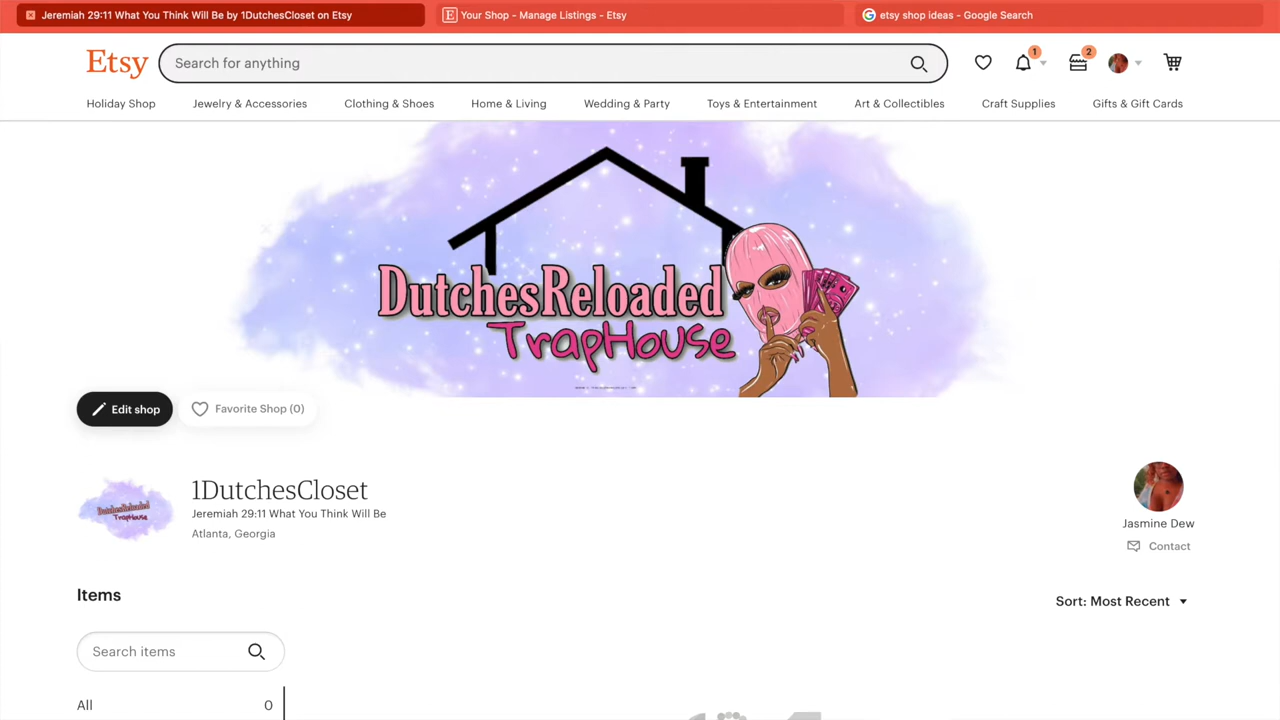 Jeremiah 29:11 What You Think Will Be by 1DutchesCloset on Etsy
Your Shop - Manage Listings - Etsy
etsy shop ideas - Google Search
Etsy
Search for anything
1
2
Holiday Shop
Jewelry & Accessories
Clothing & Shoes
Home & Living
Wedding & Party
Toys & Entertainment
Art & Collectibles
Craft Supplies
Gifts & Gift Cards
DutchesReloaded
TrapHouse
Edit shop
Favorite Shop (0)
DutchesReloaded
TrapHouse
1DutchesCloset
Jeremiah 29:11 What You Think Will Be
Atlanta, Georgia
Jasmine Dew
Contact
Items
Sort: Most Recent
Search items
All 0